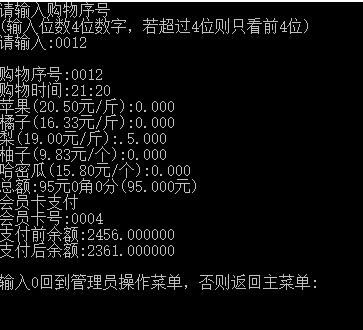 请输入购物序号
(输入位数4位数字，若超过4位则只看前4位)
请输入:0012
购物序号:0012
购物时间:21:20
苹果(20.50元/斤):0.000
橘子(16.33元/斤):0.000
梨(19.00元/斤):.5.000
柚子(9.83元/个):0.000
哈密瓜(15.80元/个):0.000
总额:95元0角0分(95.000元)
会员卡支付
会员卡号:0004
支付前余额:2456.000000
支付后余额:2361.000000
输入0回到管理员操作菜单，否则返回主菜单: